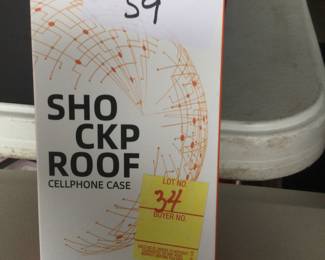 59
SHO
CKP
ROOF
CELLPHONE CASE
LOT NO.
34
BUYER NO.